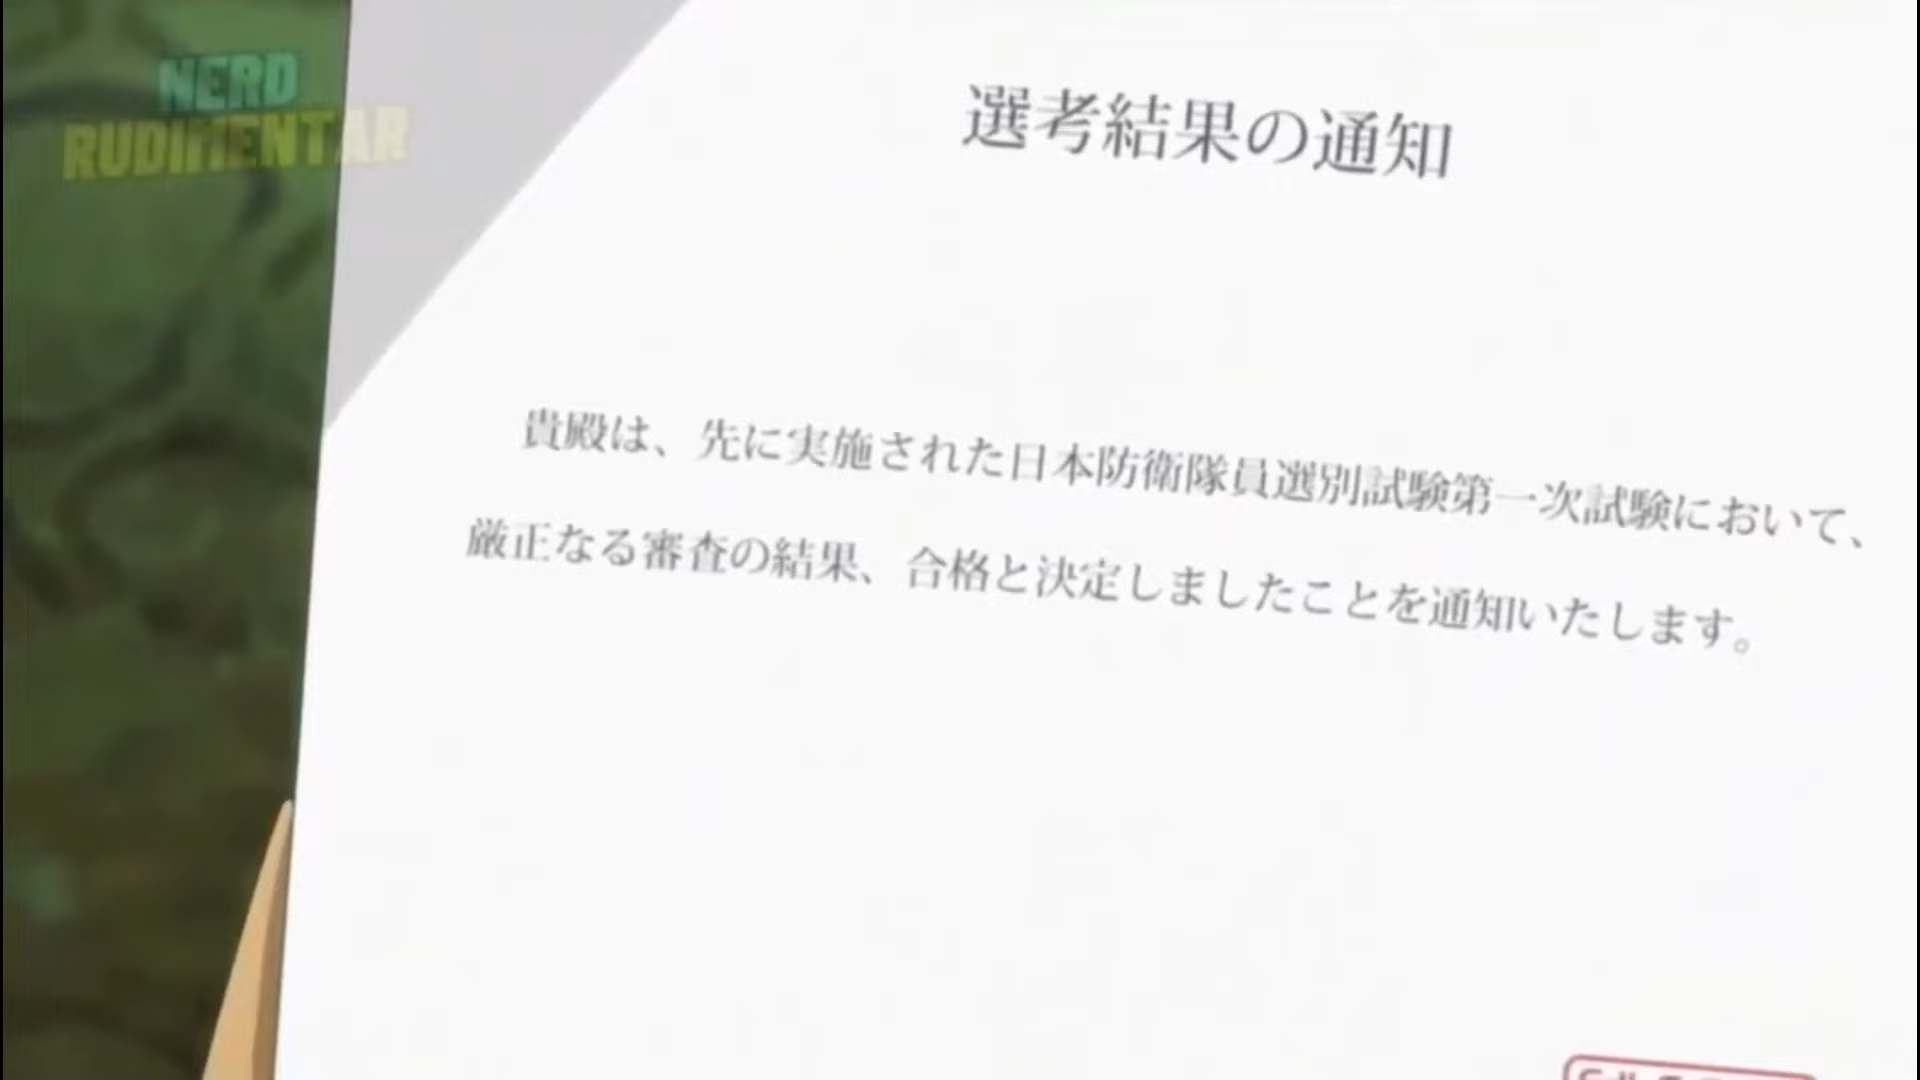 NERD
RUDIMENTAR
選考結果の通知
貴殿は、先に実施された日本防衛隊員選別試験第一次試験において、
厳正なる審査の結果、合格と決定しましたことを通知いたします。